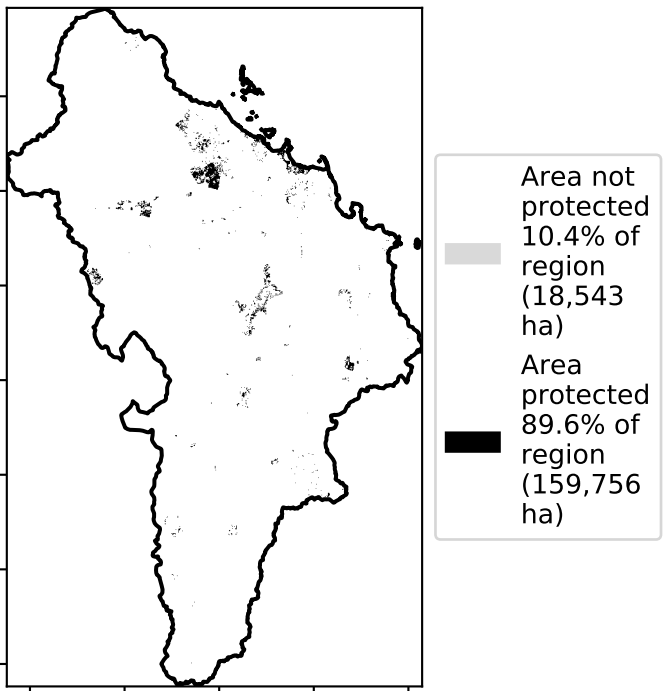 Area not
protected
10.4% of
region
(18,543
ha)
Area
protected
89.6% of
region
(159,756
ha)